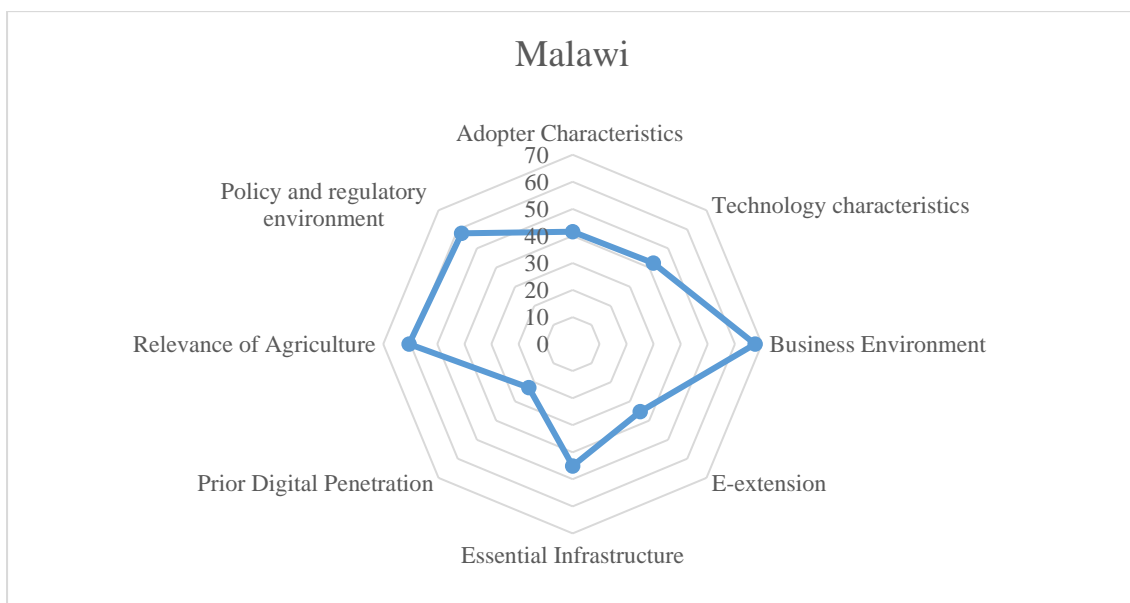 Malawi
Adopter Characteristics
70
60
50
40
30
20
10
0
Technology characteristics
Business Environment
E-extension
Essential Infrastructure
Prior Digital Penetration
Relevance of Agriculture
Policy and regulatory
environment